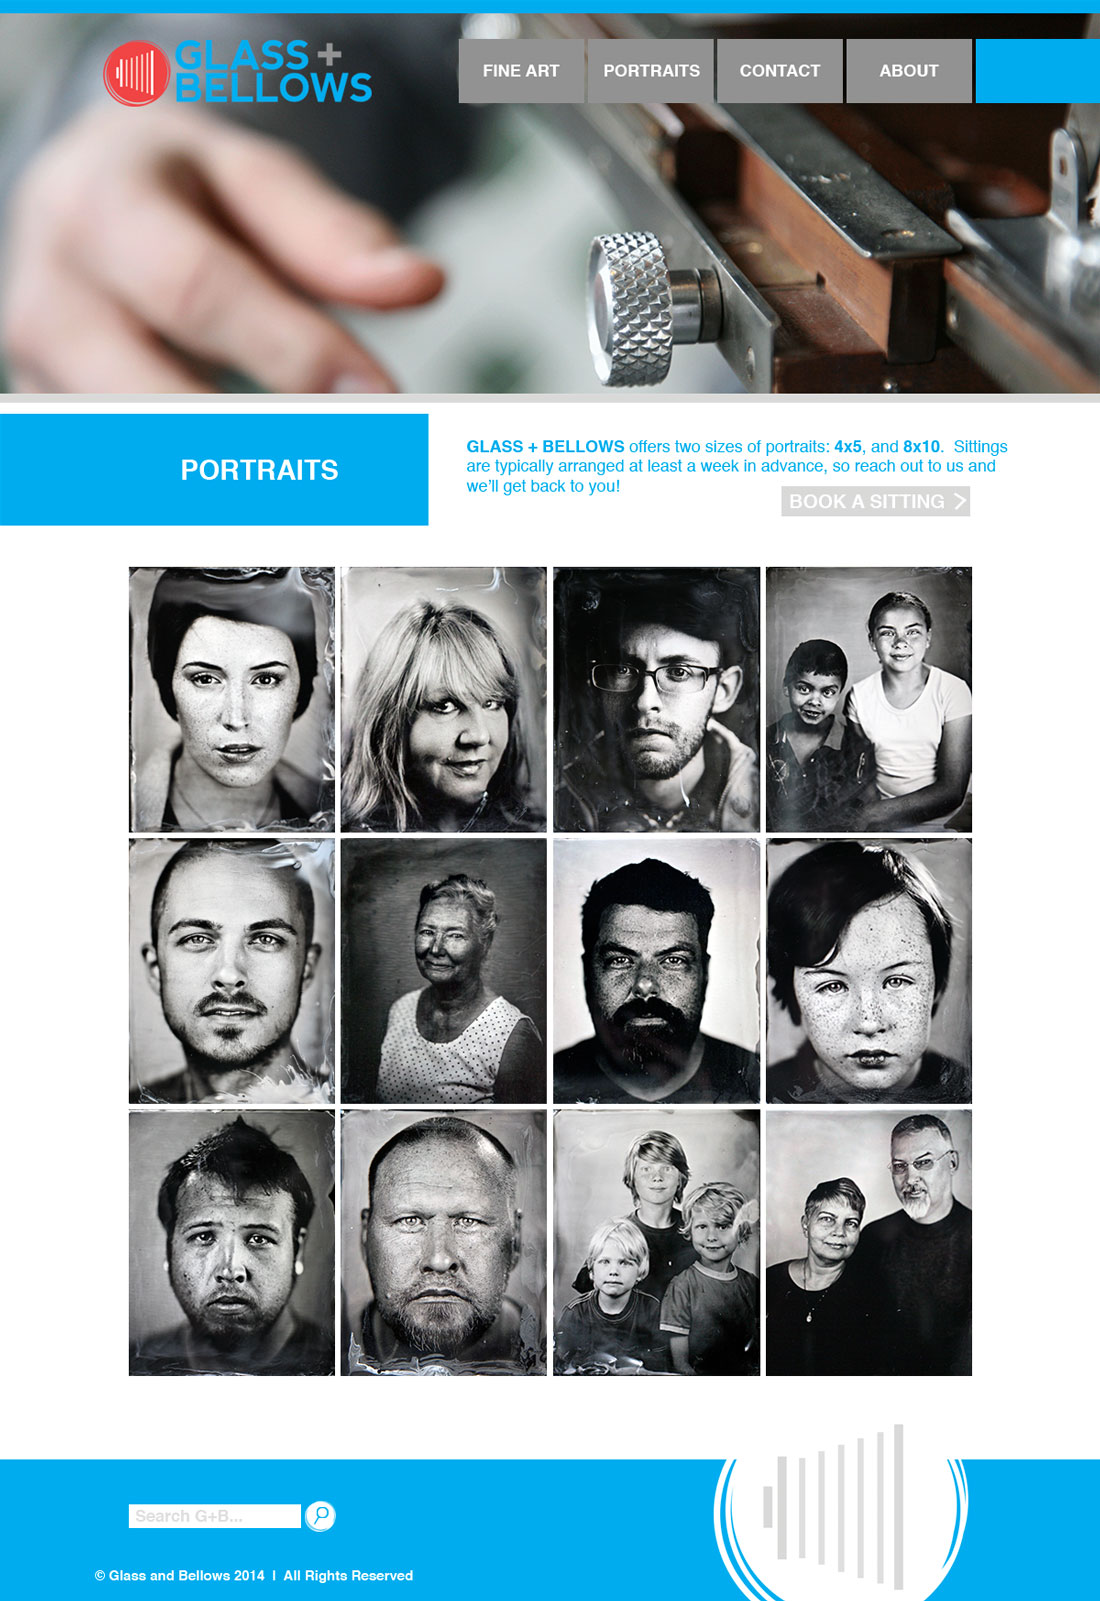 GLASS +
BELLOWS
FINE ART
PORTRAITS
CONTACT
ABOUT
PORTRAITS
GLASS + BELLOWS offers two sizes of portraits: 4x5, and 8x10. Sittings
are typically arranged at least a week in advance, so reach out to us and
we'll get back to you!
BOOK A SITTING >
Search G+B...
© Glass and Bellows 2014 | All Rights Reserved